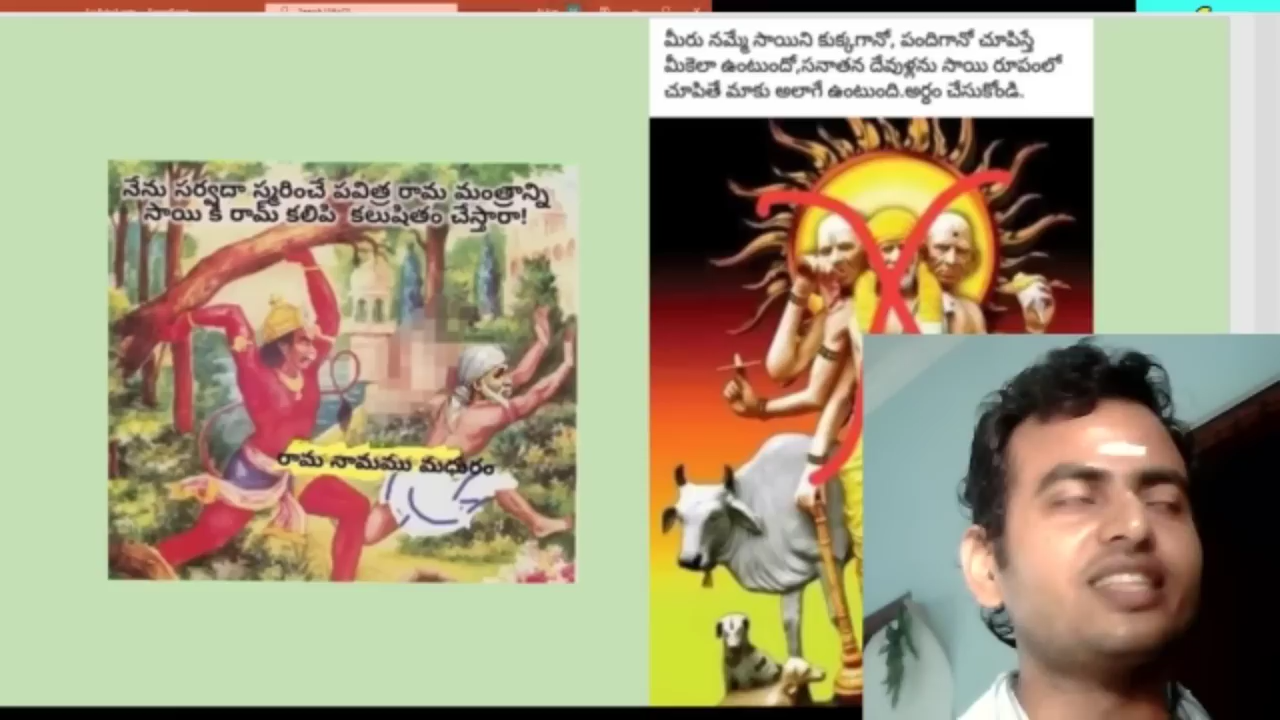 మీరు నమ్మే సాయిని కుక్కగానో, పందిగానో చూపిస్తే
మీకెలా ఉంటుందో,సనాతన దేవుళ్లను సాయి రూపంలో
చూపితే మాకు అలాగే ఉంటుంది.అర్థం చేసుకోండి.
నేను సర్వదా స్మరించే పవిత్ర రామ మంత్రాన్ని
సాయి కి రామ్ కలిపి కలుషితం చేస్తారా!
రామ నామము మధురం